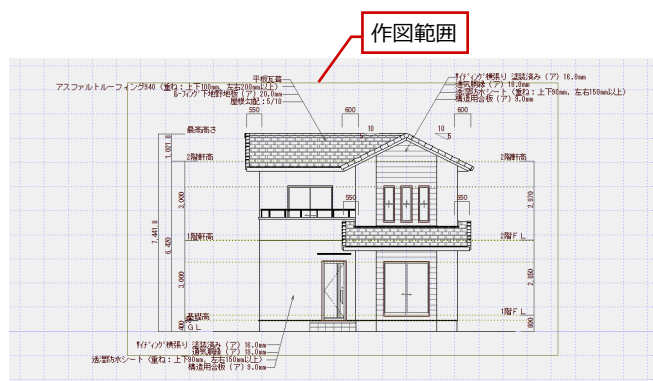 作図範囲
平板瓦葺
アスファルトルーフィング940 (重ね:上下100mm、左右200mm以上)
ルーフィング下地野地板 (ア) 20.0mm
屋根勾配:5/10
サイディング横張り 塗装済み (ア) 16.0mm
通気胴縁 (ア) 18.0mm
透湿防水シート (重ね:上下90mm、左右150mm以上)
構造用合板 (ア) 9.0mm
550
600
600
10
5
10
5
最高高さ
2階軒高
2階軒高
1,021.8
3,000
550
550
2,970
7,441.8
6,420
1階軒高
2階FL
3,000
2,850
基礎高
1階FL
GL
420
600
サイディング横張り 塗装済み (ア) 16.0mm
通気胴縁 (ア) 18.0mm
透湿防水シート (重ね:上下90mm、左右150mm以上)
構造用合板 (ア) 9.0mm